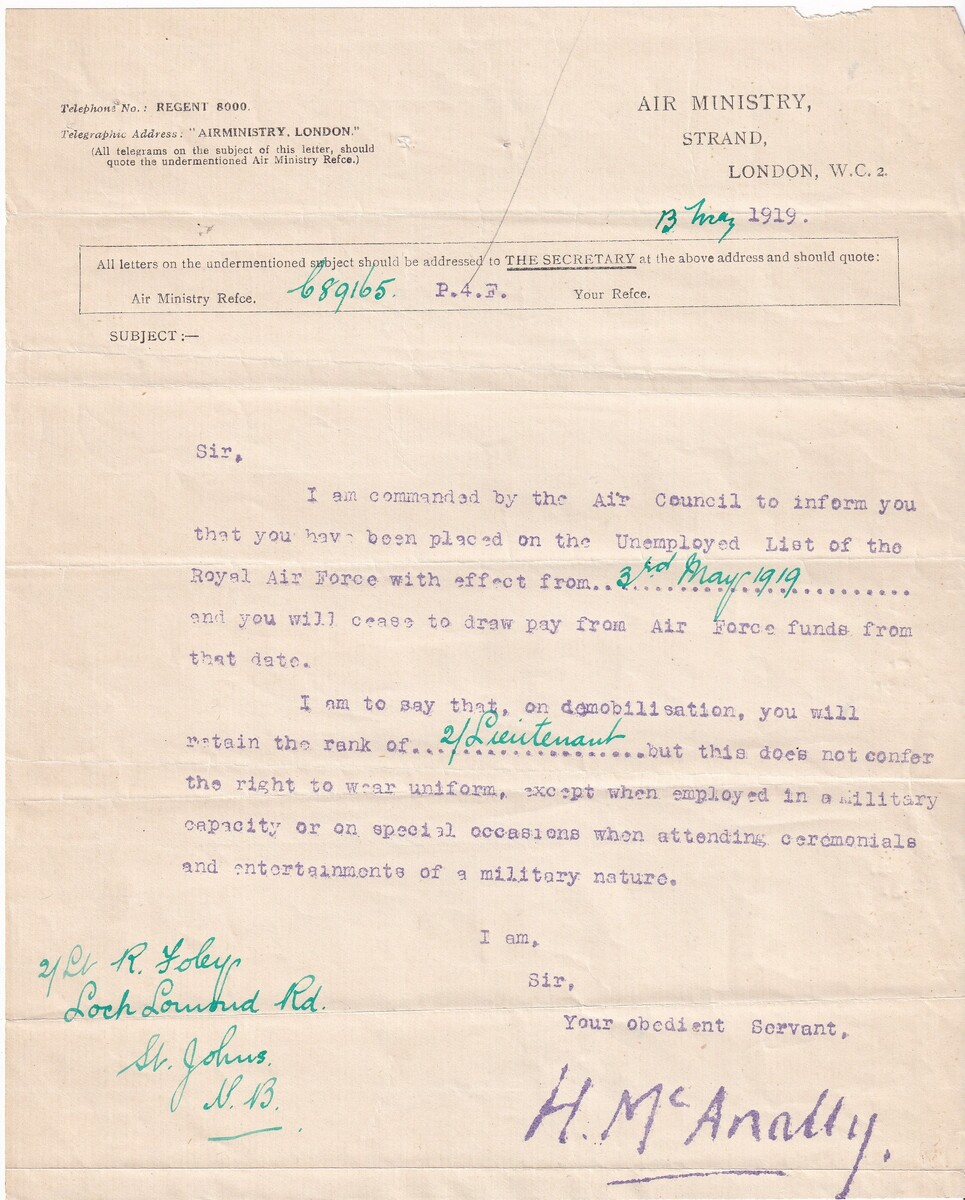 Telephone No.: REGENT 8000.
Telegraphic Address: "AIRMINISTRY, LONDON."
(All telegrams on the subject of this letter, should
quote the undermentioned Air Ministry Refce.)
AIR MINISTRY,
STRAND,
LONDON, W.C. 2.
13 May 1919.
All letters on the undermentioned subject should be addressed to THE SECRETARY at the above address and should quote:
Air Ministry Refce. 689165. P.4.F. Your Refce.
SUBJECT :—
Sir,
I am commanded by the Air Council to inform you
that you have been placed on the Unemployed List of the
Royal Air Force with effect from..3rd May 1919..........
and you will cease to draw pay from Air Force funds from
that date.
I am to say that, on demobilisation, you will
retain the rank of...2/Lieutenant...but this does not confer
the right to wear uniform, except when employed in a military
capacity or on special occasions when attending ceremonials
and entertainments of a military nature.
I am,
Sir,
Your obedient Servant,
H. McAnally.
2/Lt R. Foley
Loch Lomond Rd.
St. Johns.
N.B.